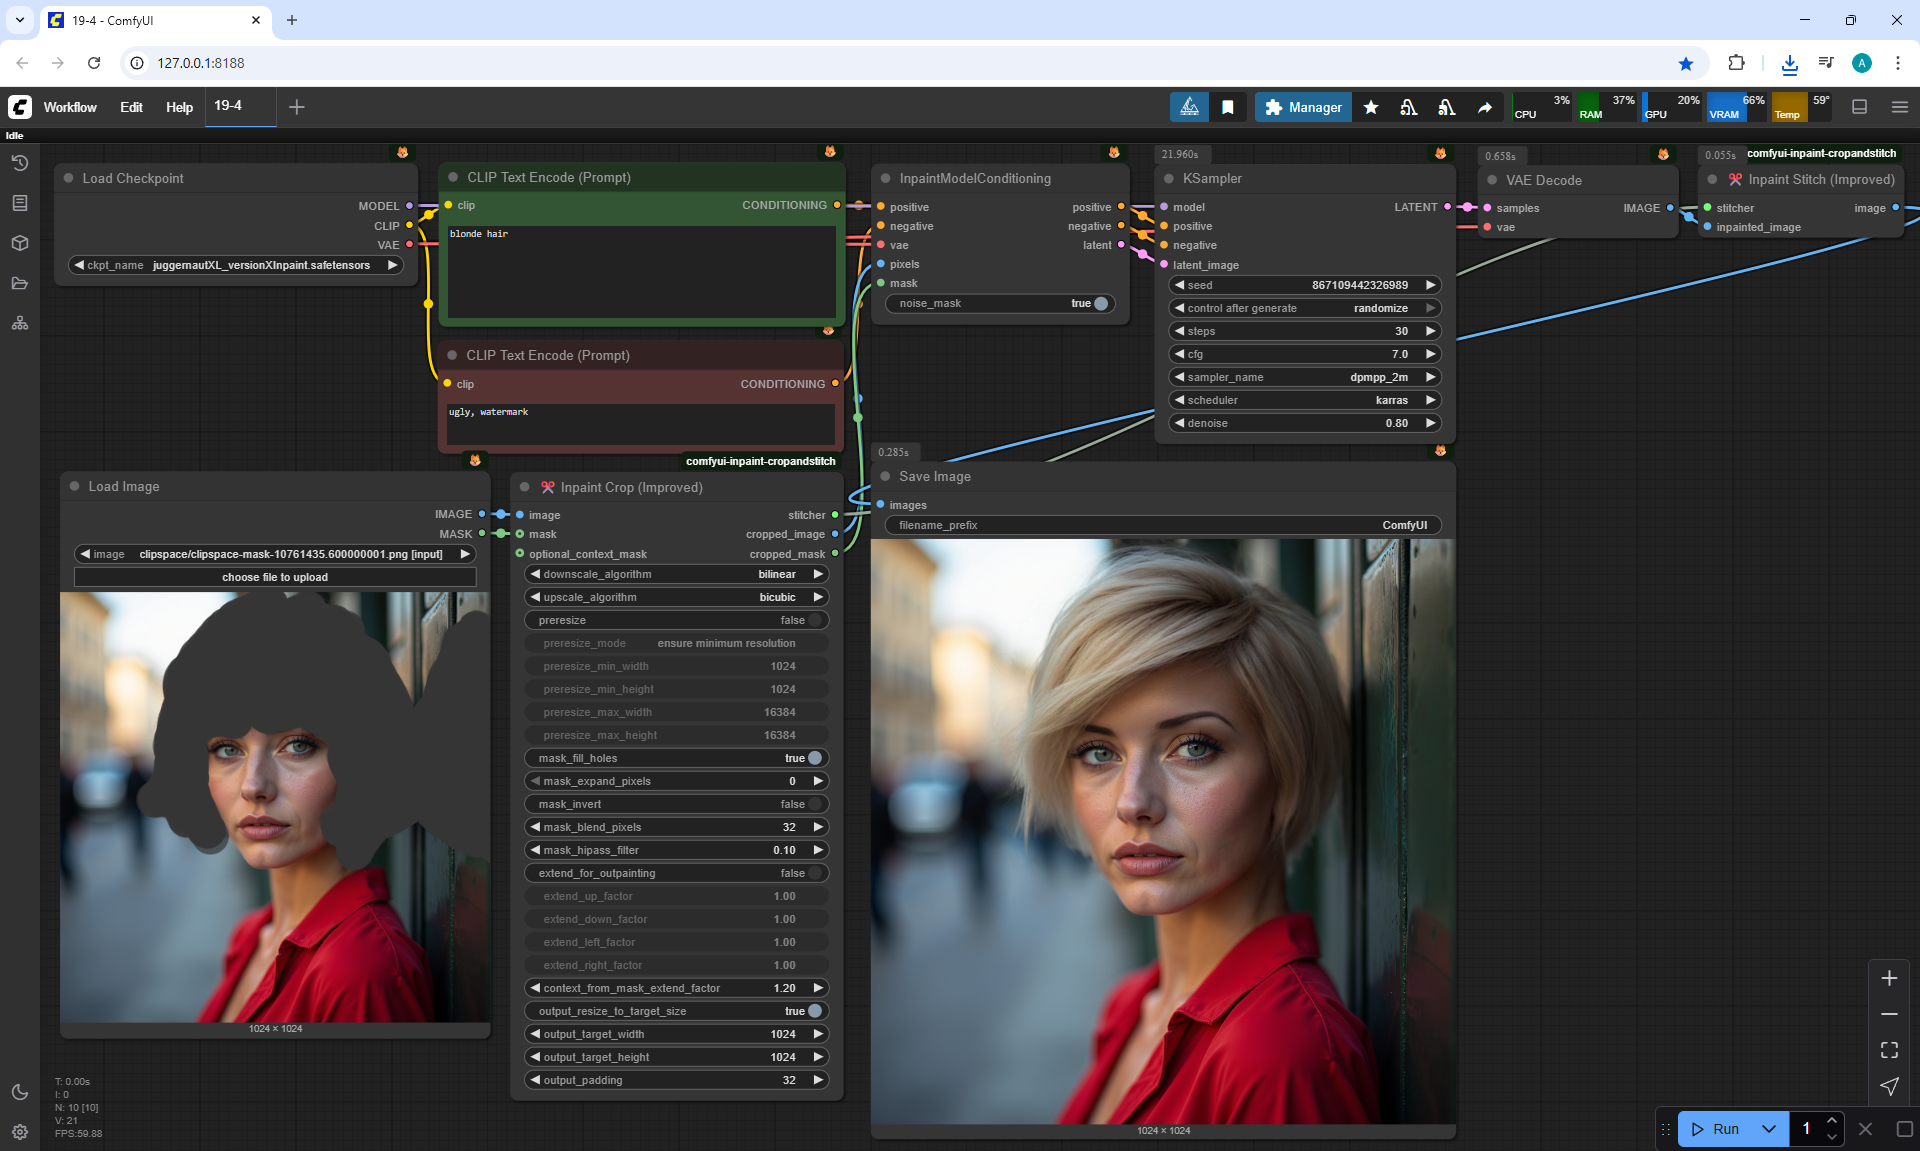 19-4 - ComfyUI
127.0.0.1:8188
A
Workflow
Edit
Help
19-4
Manager
CPU 3%
RAM 37%
GPU 20%
VRAM 66%
Temp 59°
Idle
Load Checkpoint
MODEL
CLIP
VAE
ckpt_name juggernautXL_versionXInpaint.safetensors
CLIP Text Encode (Prompt)
clip CONDITIONING
blonde hair
CLIP Text Encode (Prompt)
clip CONDITIONING
ugly, watermark
InpaintModelConditioning
positive positive
negative negative
vae latent
pixels
mask
noise_mask true
21.960s
KSampler
model LATENT
positive
negative
latent_image
seed 867109442326989
control after generate randomize
steps 30
cfg 7.0
sampler_name dpmpp_2m
scheduler karras
denoise 0.80
0.658s
VAE Decode
samples IMAGE
vae
0.055s
comfyui-inpaint-cropandstitch
Inpaint Stitch (Improved)
stitcher image
inpainted_image
Load Image
IMAGE
MASK
image clipspace/clipspace-mask-10761435.600000001.png [input]
choose file to upload
1024 × 1024
comfyui-inpaint-cropandstitch
Inpaint Crop (Improved)
image stitcher
mask cropped_image
optional_context_mask cropped_mask
downscale_algorithm bilinear
upscale_algorithm bicubic
preresize false
preresize_mode ensure minimum resolution
preresize_min_width 1024
preresize_min_height 1024
preresize_max_width 16384
preresize_max_height 16384
mask_fill_holes true
mask_expand_pixels 0
mask_invert false
mask_blend_pixels 32
mask_hipass_filter 0.10
extend_for_outpainting false
extend_up_factor 1.00
extend_down_factor 1.00
extend_left_factor 1.00
extend_right_factor 1.00
context_from_mask_extend_factor 1.20
output_resize_to_target_size true
output_target_width 1024
output_target_height 1024
output_padding 32
0.285s
Save Image
images
filename_prefix ComfyUI
1024 × 1024
T: 0.00s
I: 0
N: 10 [10]
V: 21
FPS:59.88
Run
1